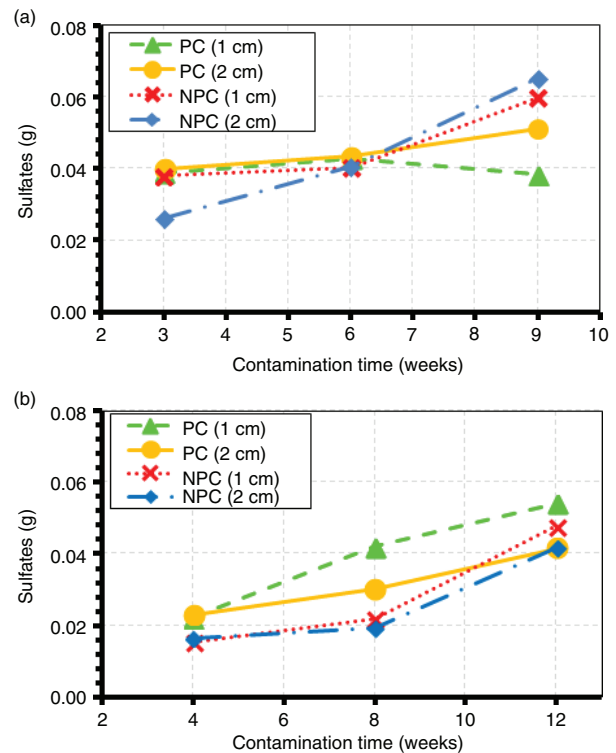 (a)
0.08
PC (1 cm)
PC (2 cm)
NPC (1 cm)
NPC (2 cm)
0.06
0.04
0.02
0.00
Sulfates (g)
2 3 4 5 6 7 8 9 10
Contamination time (weeks)
(b)
0.08
PC (1 cm)
PC (2 cm)
NPC (1 cm)
NPC (2 cm)
0.06
0.04
0.02
0.00
Sulfates (g)
2 4 6 8 10 12
Contamination time (weeks)